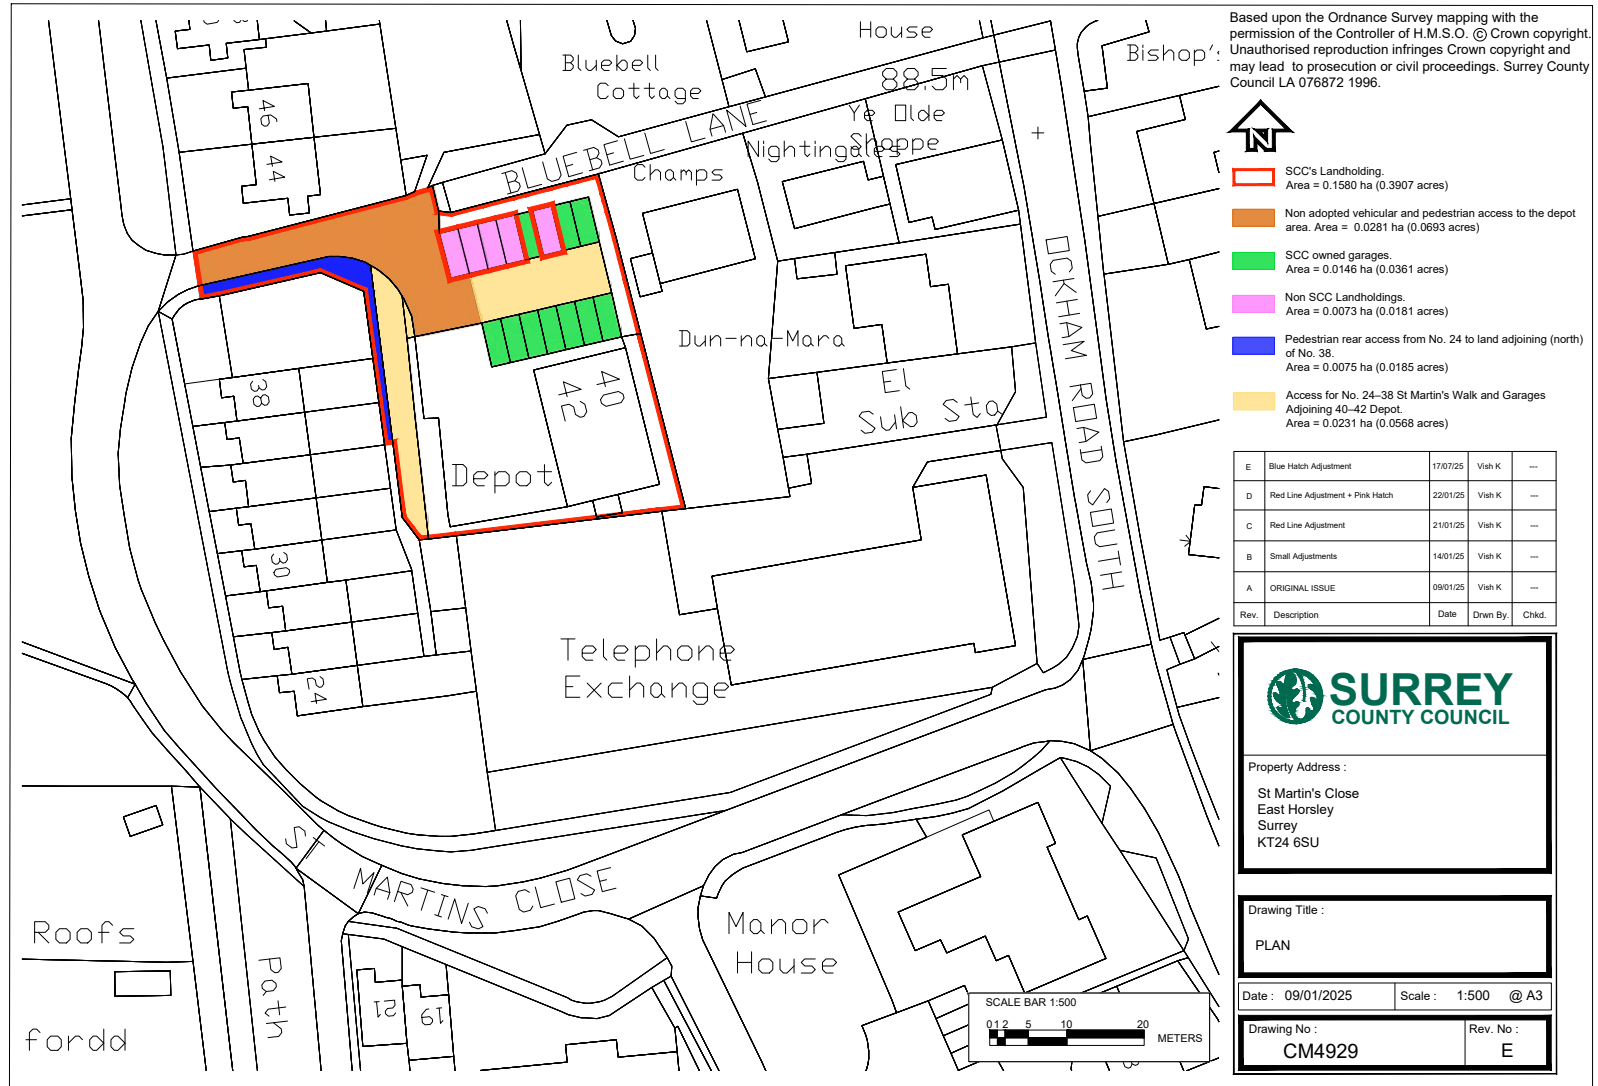 House
Bluebell
Cottage
88.5m
Bishop's
BLUEBELL LANE
Ye Olde
Shoppe
Nightingales
Champs
46
44
OCKHAM ROAD SOUTH
Dun-na-Mara
38
40
42
El
Sub Sta
Depot
30
Telephone
Exchange
24
ST MARTINS CLOSE
Roofs
Manor
House
Path
21
19
fordd
SCALE BAR 1:500
0 1 2 5 10 20
METERS
Based upon the Ordnance Survey mapping with the
permission of the Controller of H.M.S.O. © Crown copyright.
Unauthorised reproduction infringes Crown copyright and
may lead to prosecution or civil proceedings. Surrey County
Council LA 076872 1996.
N
SCC's Landholding.
Area = 0.1580 ha (0.3907 acres)
Non adopted vehicular and pedestrian access to the depot
area. Area = 0.0281 ha (0.0693 acres)
SCC owned garages.
Area = 0.0146 ha (0.0361 acres)
Non SCC Landholdings.
Area = 0.0073 ha (0.0181 acres)
Pedestrian rear access from No. 24 to land adjoining (north)
of No. 38.
Area = 0.0075 ha (0.0185 acres)
Access for No. 24–38 St Martin's Walk and Garages
Adjoining 40–42 Depot.
Area = 0.0231 ha (0.0568 acres)
E Blue Hatch Adjustment 17/07/25 Vish K ---
D Red Line Adjustment + Pink Hatch 22/01/25 Vish K ---
C Red Line Adjustment 21/01/25 Vish K ---
B Small Adjustments 14/01/25 Vish K ---
A ORIGINAL ISSUE 09/01/25 Vish K ---
Rev. Description Date Drwn By. Chkd.
SURREY
COUNTY COUNCIL
Property Address :
St Martin's Close
East Horsley
Surrey
KT24 6SU
Drawing Title :
PLAN
Date : 09/01/2025 Scale : 1:500 @ A3
Drawing No : Rev. No :
CM4929 E